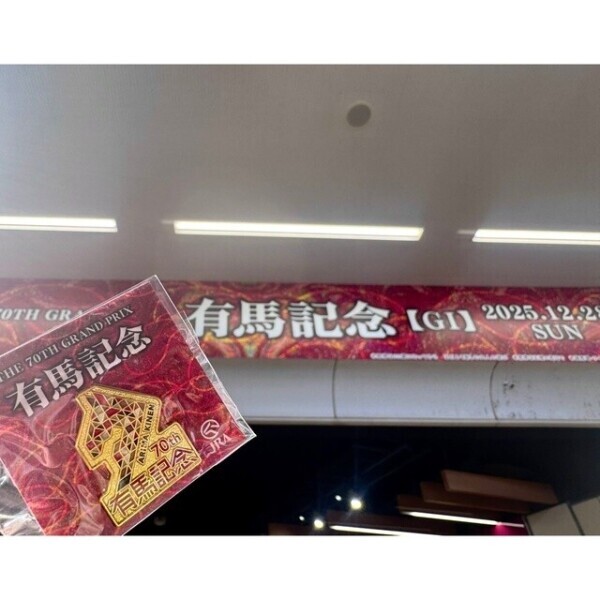 70TH GRA
有馬記念【GI】
2025.12.28
SUN
THE 70TH GRAND PRIX
有馬記念
ARIMA KINEN
70th
有馬記念
JRA